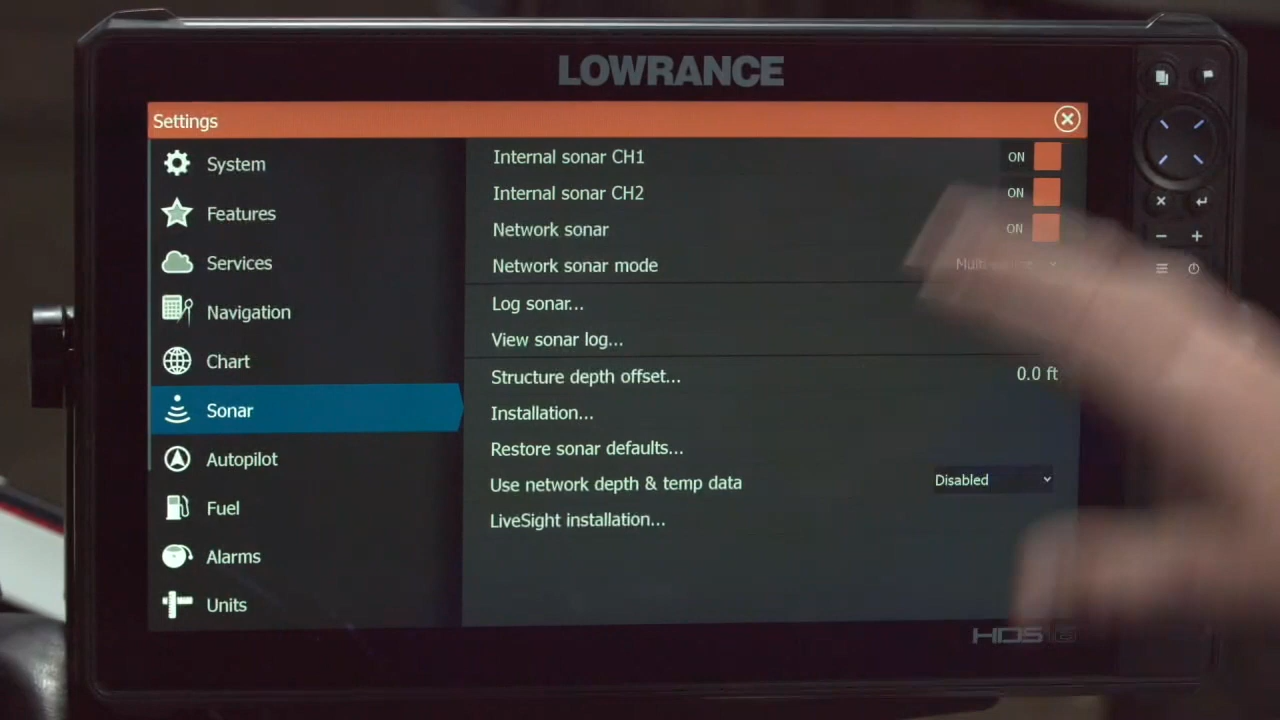 LOWRANCE
Settings
System
Features
Services
Navigation
Chart
Sonar
Autopilot
Fuel
Alarms
Units
Internal sonar CH1 ON
Internal sonar CH2 ON
Network sonar ON
Network sonar mode
Log sonar...
View sonar log...
Structure depth offset... 0.0 ft
Installation...
Restore sonar defaults...
Use network depth & temp data Disabled
LiveSight installation...
HDS